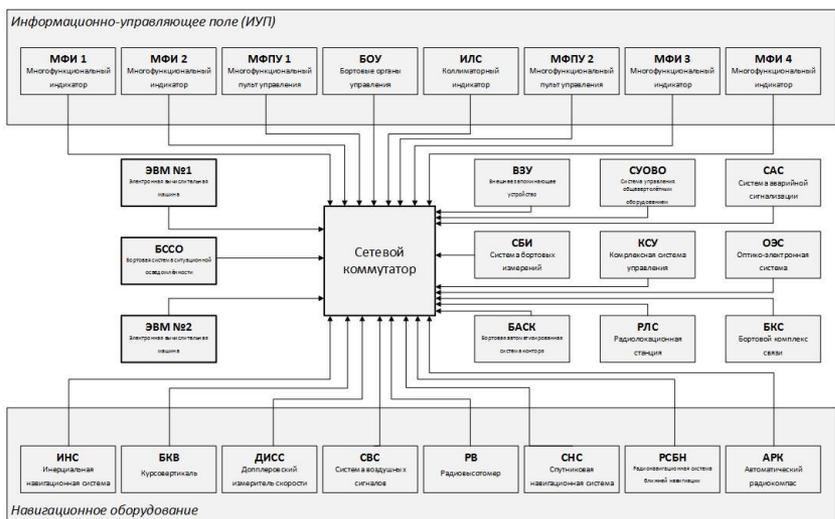 Информационно-управляющее поле (ИУП)
МФИ 1
Многофункциональный
индикатор
МФИ 2
Многофункциональный
индикатор
МФПУ 1
Многофункциональный
пульт управления
БОУ
Бортовые органы
управления
ИЛС
Коллиматорный
индикатор
МФПУ 2
Многофункциональный
пульт управления
МФИ 3
Многофункциональный
индикатор
МФИ 4
Многофункциональный
индикатор
ЭВМ №1
Электронная вычислительная
машина
ВЗУ
Внешнее запоминающее
устройство
СУОВО
Система управления
общевертолётным
оборудованием
САС
Система аварийной
сигнализации
БССО
Бортовая система ситуационной
осведомлённости
Сетевой
коммутатор
СБИ
Система бортовых
измерений
КСУ
Комплексная система
управления
ОЭС
Оптико-электронная
система
ЭВМ №2
Электронная вычислительная
машина
БАСК
Бортовая автоматизированная
система контроля
РЛС
Радиолокационная
станция
БКС
Бортовой комплекс
связи
ИНС
Инерциальная
навигационная система
БКВ
Курсовертикаль
ДИСС
Допплеровский
измеритель скорости
СВС
Система воздушных
сигналов
РВ
Радиовысотомер
СНС
Спутниковая
навигационная система
РСБН
Радионавигационная система
ближней навигации
АРК
Автоматический
радиокомпас
Навигационное оборудование